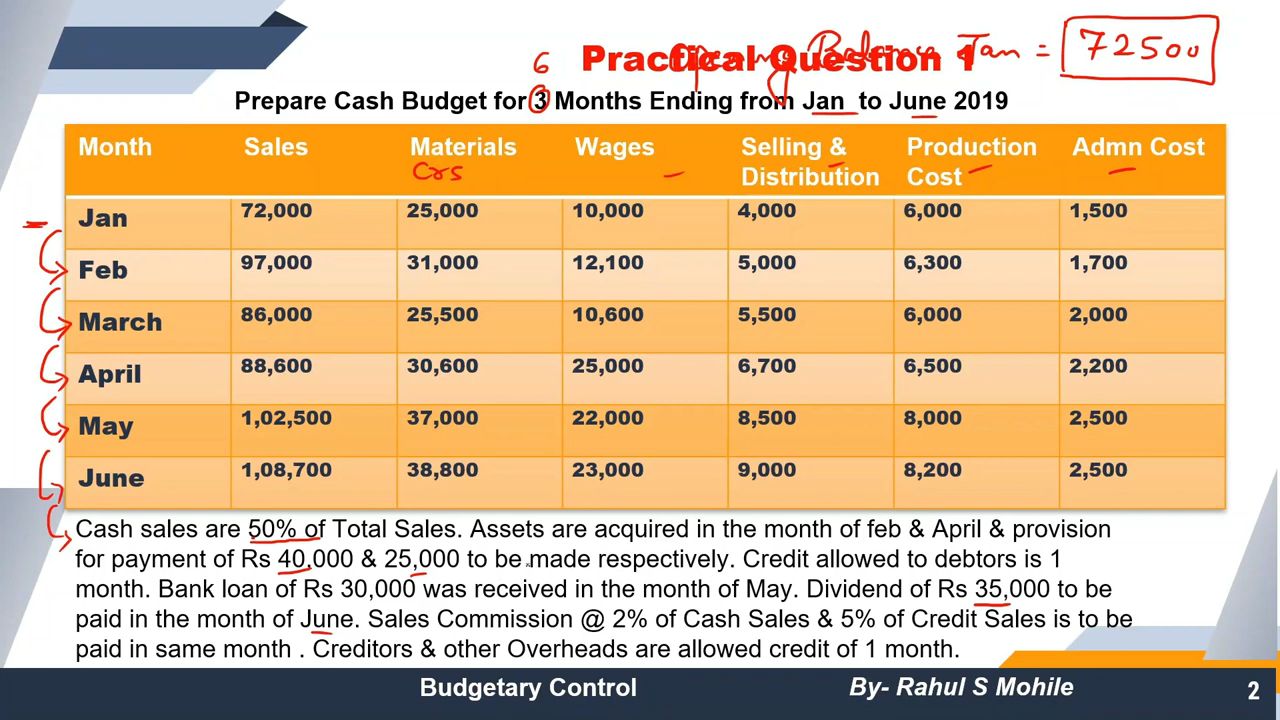 Practical Question 1
Opening Balance Jan = 72500
6
Prepare Cash Budget for 3 Months Ending from Jan to June 2019
Month Sales Materials Wages Selling & Distribution Production Cost Admn Cost
Crs
Jan 72,000 25,000 10,000 4,000 6,000 1,500
Feb 97,000 31,000 12,100 5,000 6,300 1,700
March 86,000 25,500 10,600 5,500 6,000 2,000
April 88,600 30,600 25,000 6,700 6,500 2,200
May 1,02,500 37,000 22,000 8,500 8,000 2,500
June 1,08,700 38,800 23,000 9,000 8,200 2,500
Cash sales are 50% of Total Sales. Assets are acquired in the month of feb & April & provision
for payment of Rs 40,000 & 25,000 to be made respectively. Credit allowed to debtors is 1
month. Bank loan of Rs 30,000 was received in the month of May. Dividend of Rs 35,000 to be
paid in the month of June. Sales Commission @ 2% of Cash Sales & 5% of Credit Sales is to be
paid in same month . Creditors & other Overheads are allowed credit of 1 month.
Budgetary Control
By- Rahul S Mohile
2